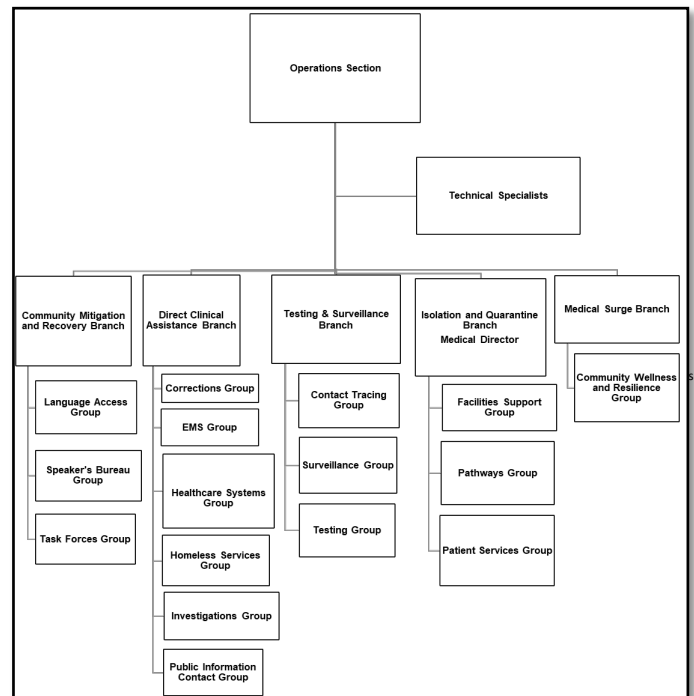 Operations Section
Technical Specialists
Community Mitigation
and Recovery Branch
Direct Clinical
Assistance Branch
Testing & Surveillance
Branch
Isolation and Quarantine
Branch
Medical Director
Medical Surge Branch
Language Access
Group
Speaker's Bureau
Group
Task Forces Group
Corrections Group
EMS Group
Healthcare Systems
Group
Homeless Services
Group
Investigations Group
Public Information
Contact Group
Contact Tracing
Group
Surveillance Group
Testing Group
Facilities Support
Group
Pathways Group
Patient Services Group
Community Wellness
and Resilience
Group
s